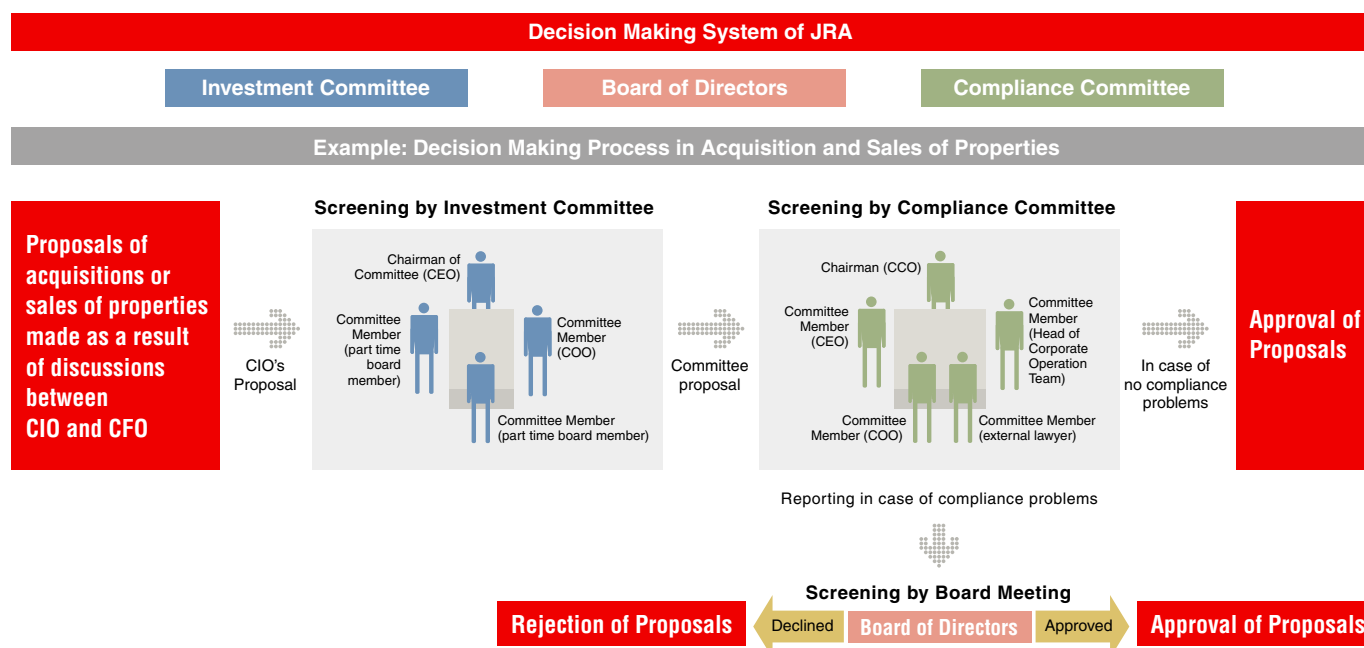 Decision Making System of JRA
Investment Committee
Board of Directors
Compliance Committee
Example: Decision Making Process in Acquisition and Sales of Properties
Proposals of
acquisitions or
sales of properties
made as a result
of discussions
between
CIO and CFO
CIO's
Proposal
Screening by Investment Committee
Chairman of
Committee (CEO)
Committee
Member
(part time
board
member)
Committee
Member
(COO)
Committee Member
(part time board member)
Committee
proposal
Screening by Compliance Committee
Chairman (CCO)
Committee
Member
(CEO)
Committee
Member
(Head of
Corporate
Operation
Team)
Committee
Member (COO)
Committee Member
(external lawyer)
In case of
no compliance
problems
Approval of
Proposals
Reporting in case of compliance problems
Screening by Board Meeting
Rejection of Proposals
Declined
Board of Directors
Approved
Approval of Proposals